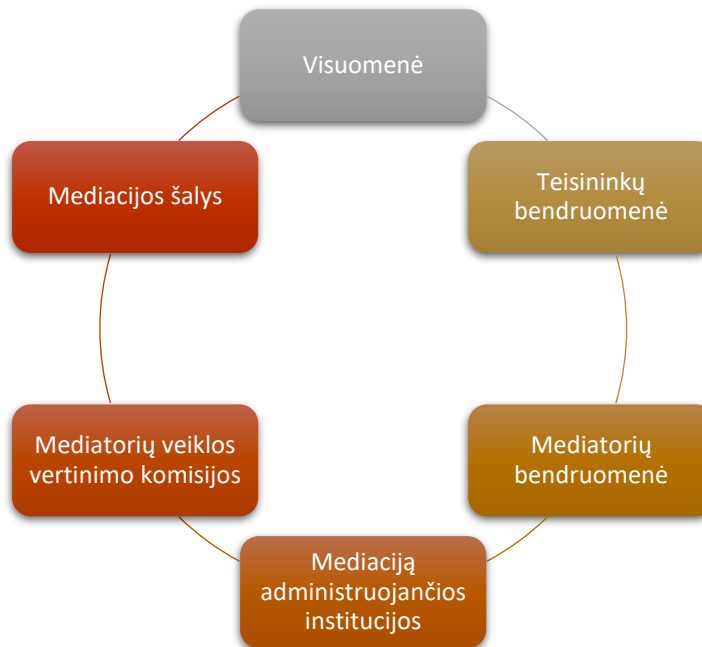 Visuomenė
Teisininkų
bendruomenė
Mediatorių
bendruomenė
Mediaciją
administruojančios
institucijos
Mediatorių veiklos
vertinimo komisijos
Mediacijos šalys